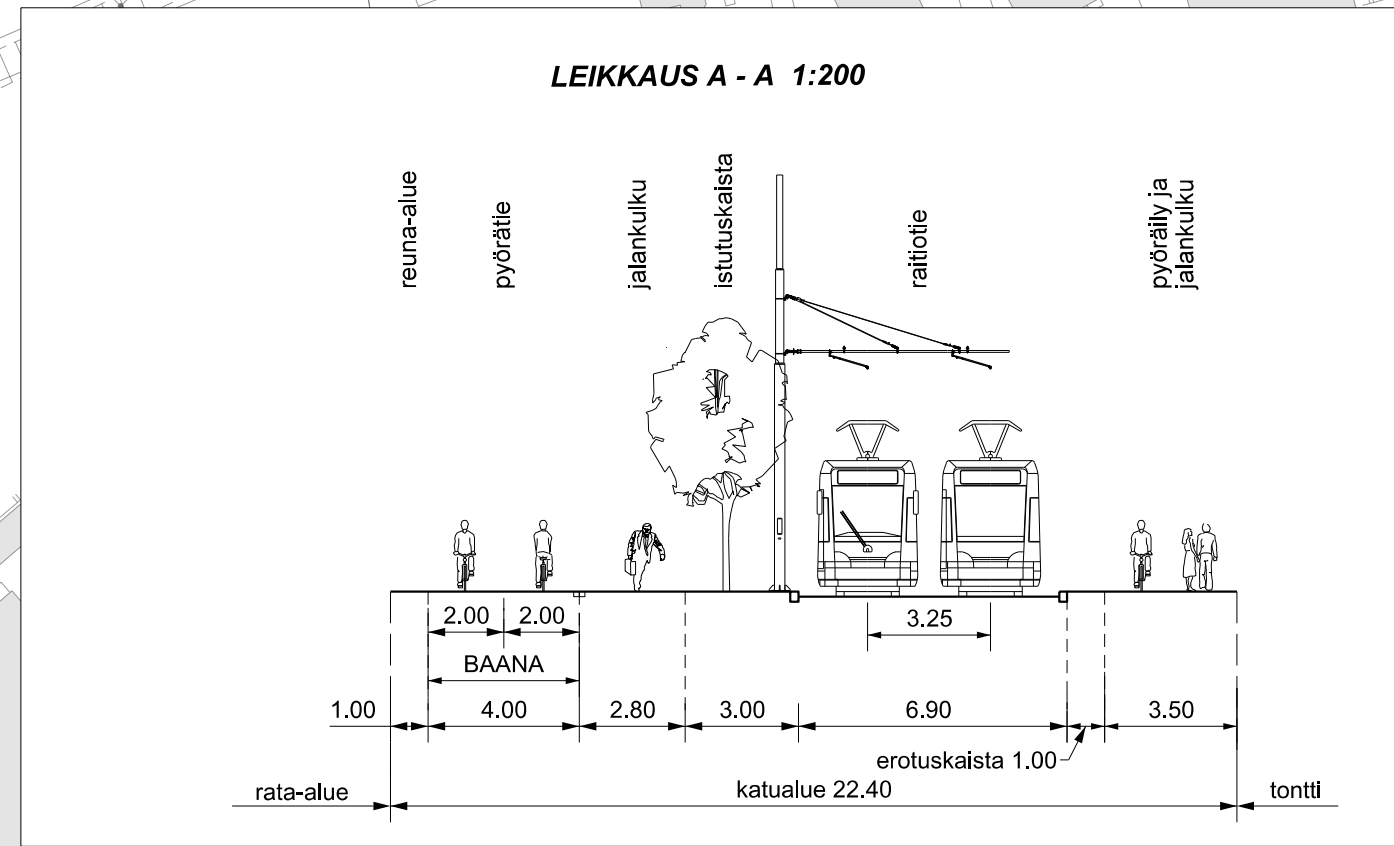 LEIKKAUS A - A 1:200
reuna-alue
pyörätie
jalankulku
istutuskaista
raitiotie
pyöräily ja
jalankulku
2.00
2.00
3.25
BAANA
1.00
4.00
2.80
3.00
6.90
3.50
erotuskaista 1.00
rata-alue
katualue 22.40
tontti